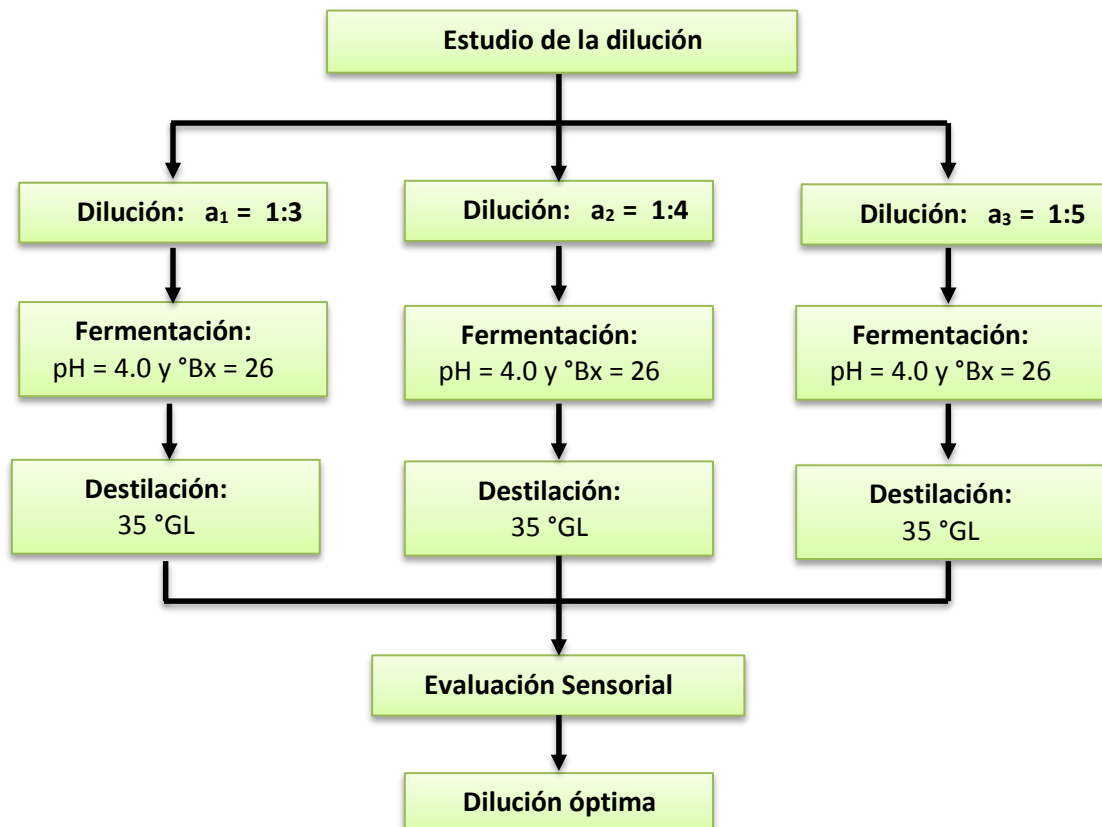 Estudio de la dilución
Dilución: a₁ = 1:3
Dilución: a₂ = 1:4
Dilución: a₃ = 1:5
Fermentación:
pH = 4.0 y °Bx = 26
Fermentación:
pH = 4.0 y °Bx = 26
Fermentación:
pH = 4.0 y °Bx = 26
Destilación:
35 °GL
Destilación:
35 °GL
Destilación:
35 °GL
Evaluación Sensorial
Dilución óptima